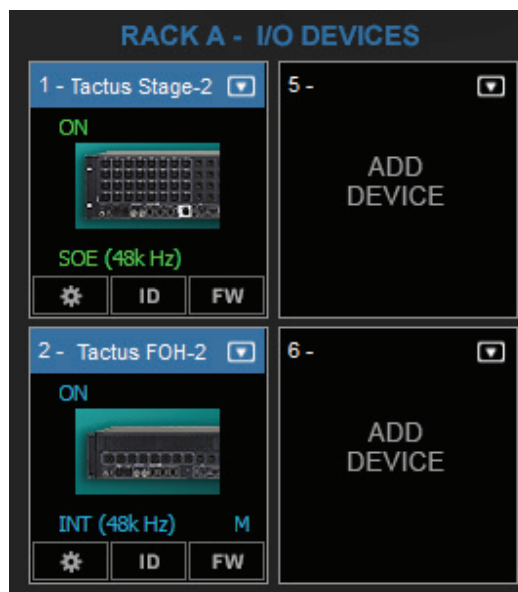 RACK A - I/O DEVICES
1 - Tactus Stage-2
ON
SOE (48k Hz)
ID
FW
5 -
ADD
DEVICE
2 - Tactus FOH-2
ON
INT (48k Hz) M
ID
FW
6 -
ADD
DEVICE